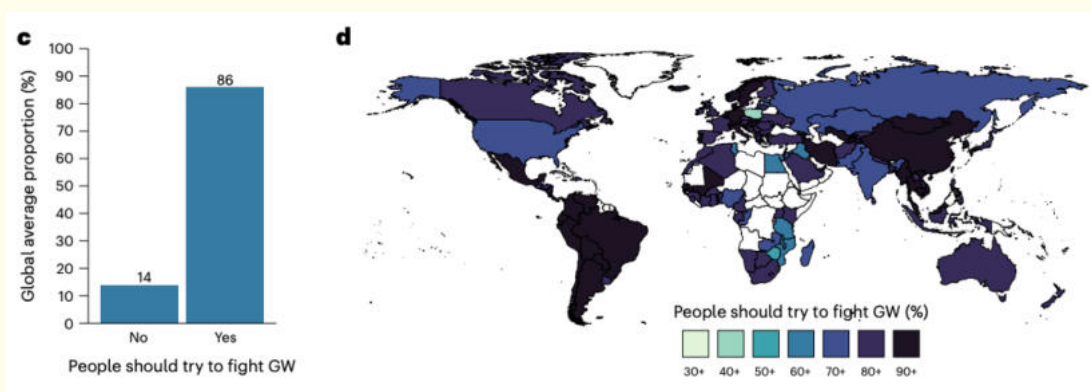 c
Global average proportion (%)
100
90
80
70
60
50
40
30
20
10
0
14
86
No
Yes
People should try to fight GW
d
People should try to fight GW (%)
30+
40+
50+
60+
70+
80+
90+